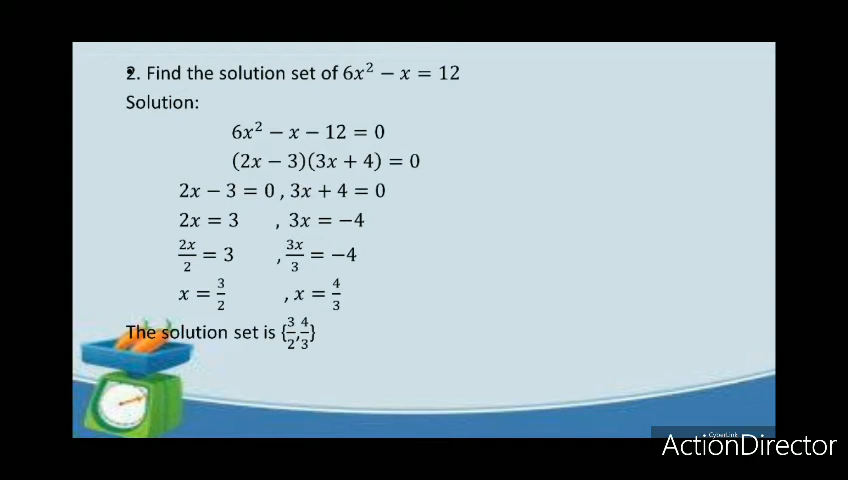 2. Find the solution set of 6x² − x = 12
Solution:
6x² − x − 12 = 0
(2x − 3)(3x + 4) = 0
2x − 3 = 0 , 3x + 4 = 0
2x = 3 , 3x = −4
2x/2 = 3 , 3x/3 = −4
x = 3/2 , x = 4/3
The solution set is {3/2, 4/3}
CyberLink
ActionDirector